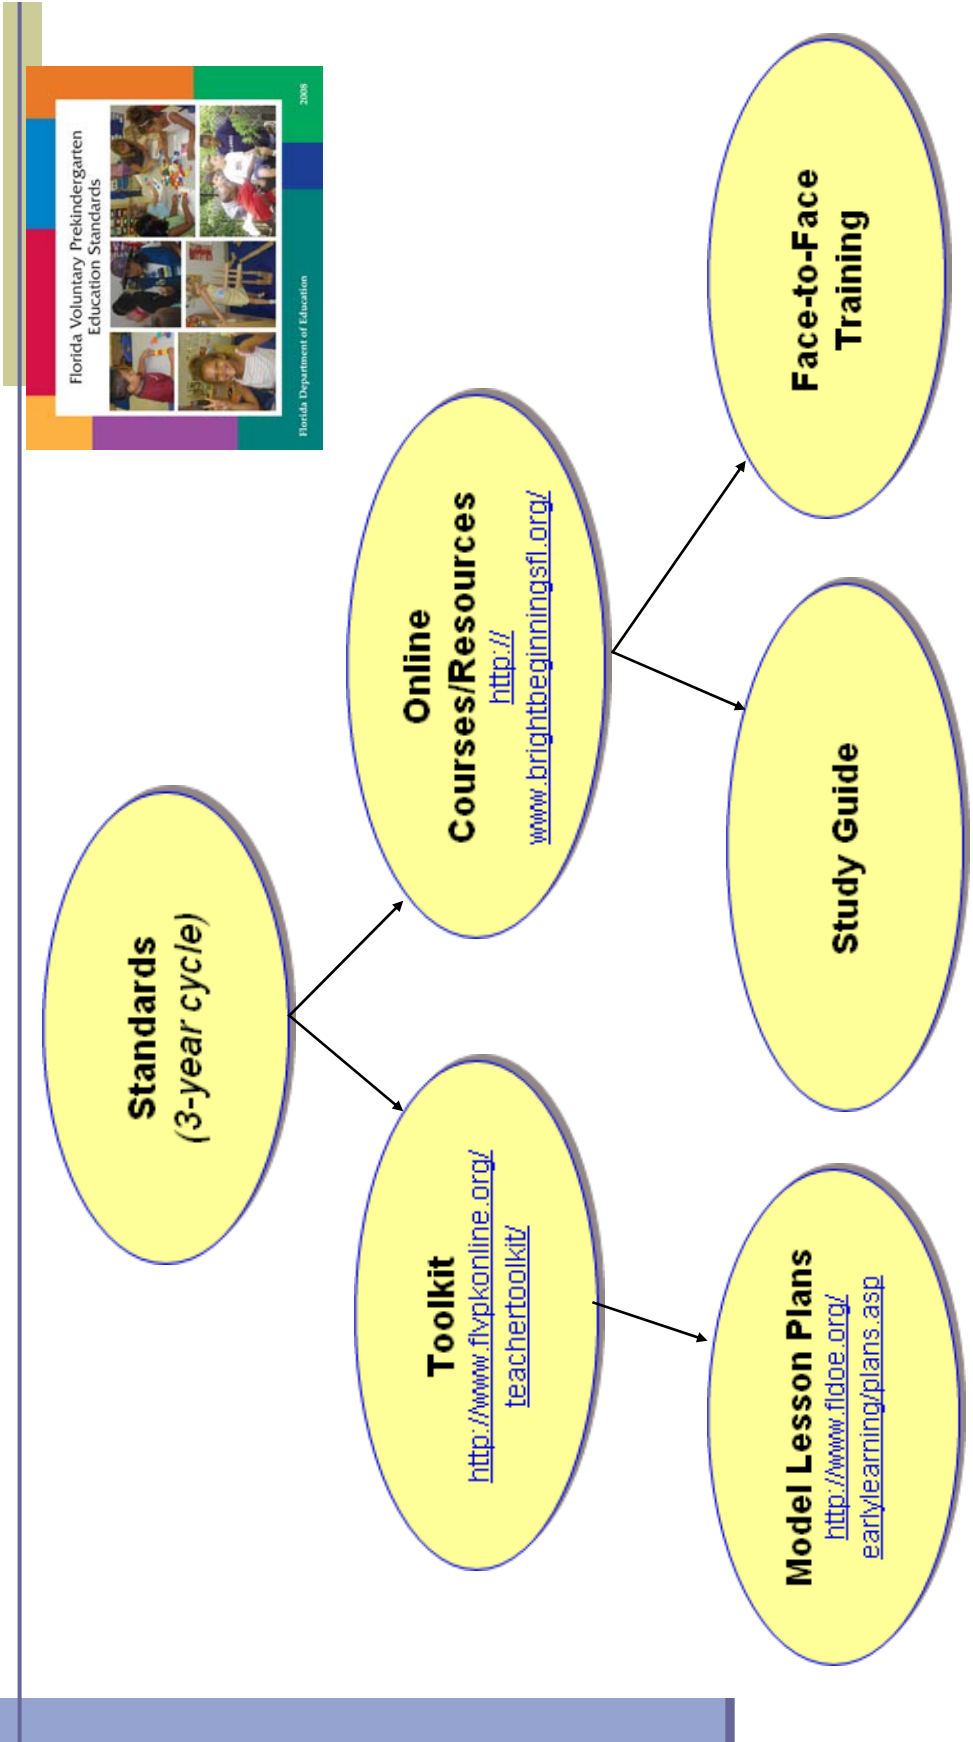 Florida Voluntary Prekindergarten
Education Standards
2008
Florida Department of Education
Standards
(3-year cycle)
Toolkit
http://www.flvpkonline.org/
teachertoolkit/
Online
Courses/Resources
http://
www.brightbeginningsfl.org/
Model Lesson Plans
http://www.fldoe.org/
earlylearning/plans.asp
Study Guide
Face-to-Face
Training